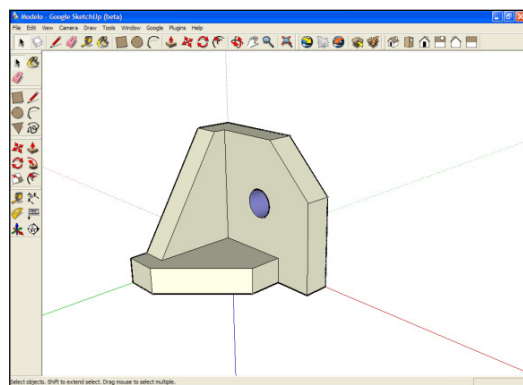 Modelo - Google SketchUp (beta)
File Edit View Camera Draw Tools Window Google Plugins Help
Select objects. Shift to extend select. Drag mouse to select multiple.